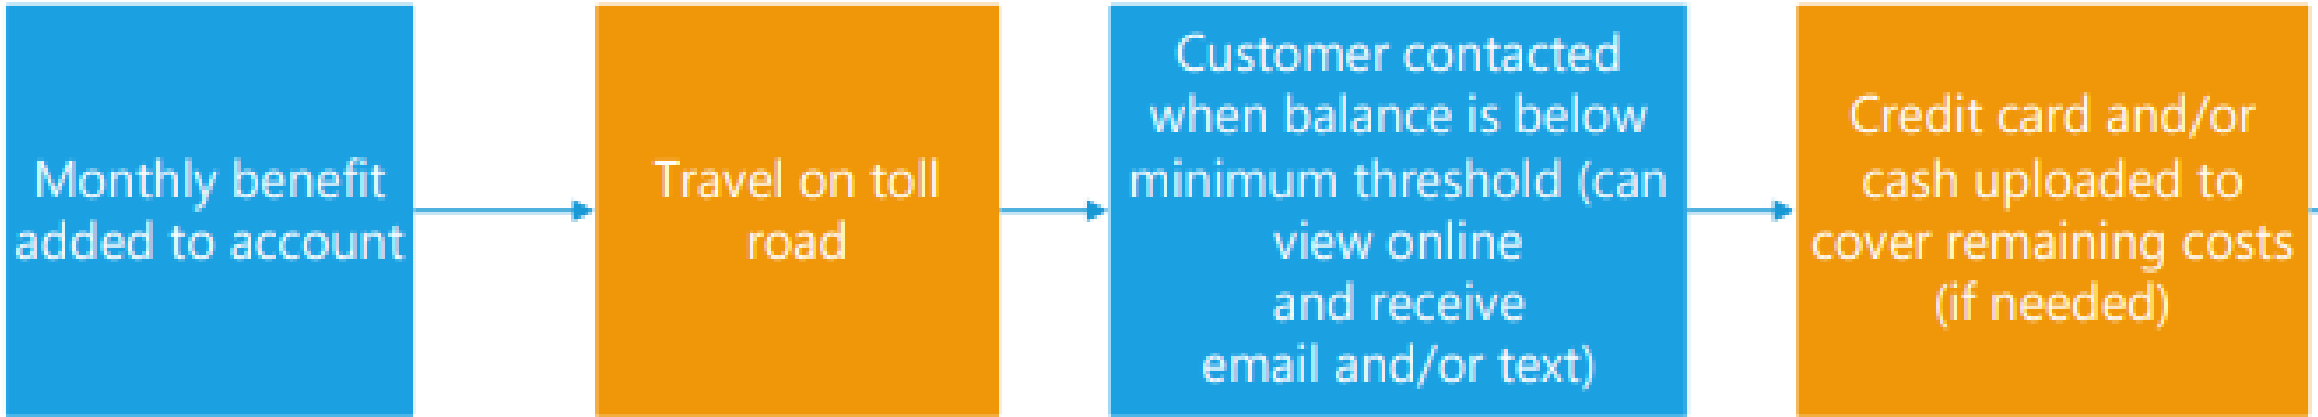 Monthly benefit
added to account
Travel on toll
road
Customer contacted
when balance is below
minimum threshold (can
view online
and receive
email and/or text)
Credit card and/or
cash uploaded to
cover remaining costs
(if needed)